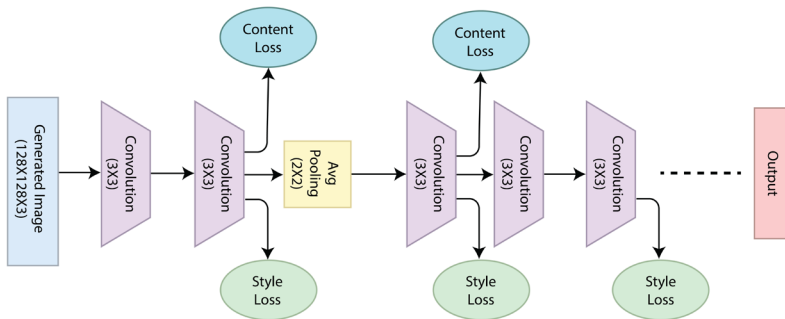 Content
Loss
Content
Loss
Generated Image
(128X128X3)
Convolution
(3X3)
Convolution
(3X3)
Avg
Pooling
(2X2)
Convolution
(3X3)
Convolution
(3X3)
Convolution
(3X3)
Output
Style
Loss
Style
Loss
Style
Loss